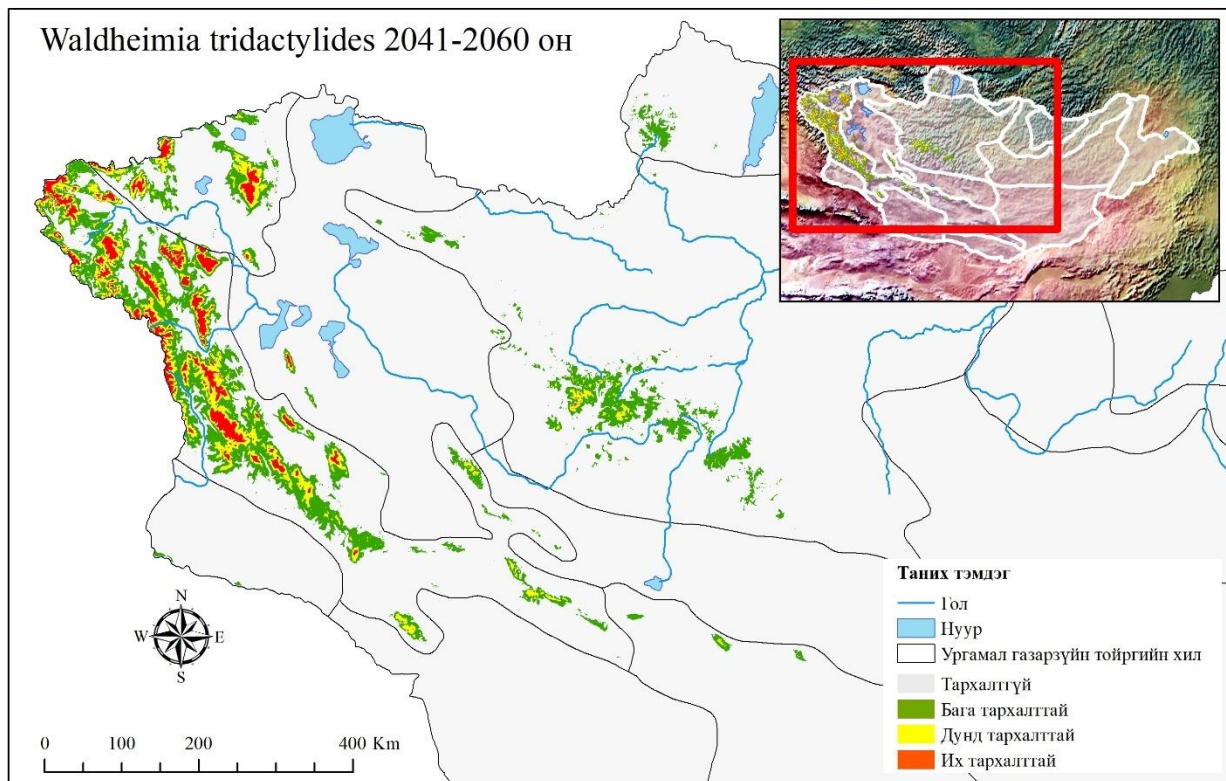 Waldheimia tridactylides 2041-2060 он
N
W E
S
0 100 200 400 Km
Таних тэмдэг
Гол
Нуур
Ургамал газарзүйн тойргийн хил
Тархалтгүй
Бага тархалттай
Дунд тархалттай
Их тархалттай